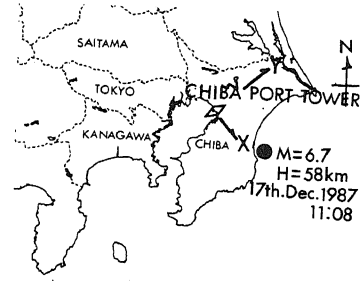 SAITAMA
N
Y
TOKYO
CHIBA PORT TOWER
KANAGAWA
CHIBA
X
M=6.7
H=58km
17th.Dec.1987
11:08